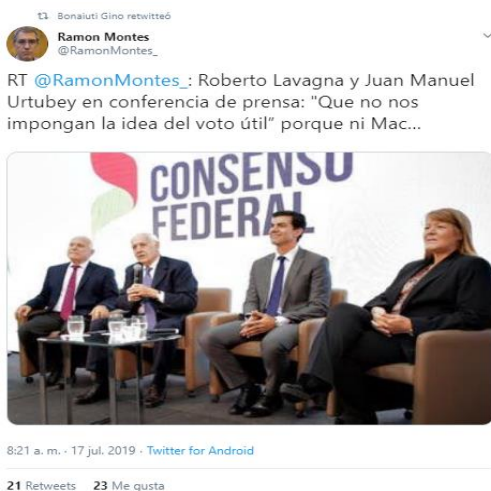 Bonaiuti Gino retwitteó
Ramon Montes
@RamonMontes_
RT @RamonMontes_: Roberto Lavagna y Juan Manuel
Urtubey en conferencia de prensa: "Que no nos
impongan la idea del voto útil" porque ni Mac...
CONSENSO
FEDERAL
8:21 a. m. · 17 jul. 2019 · Twitter for Android
21 Retweets 23 Me gusta